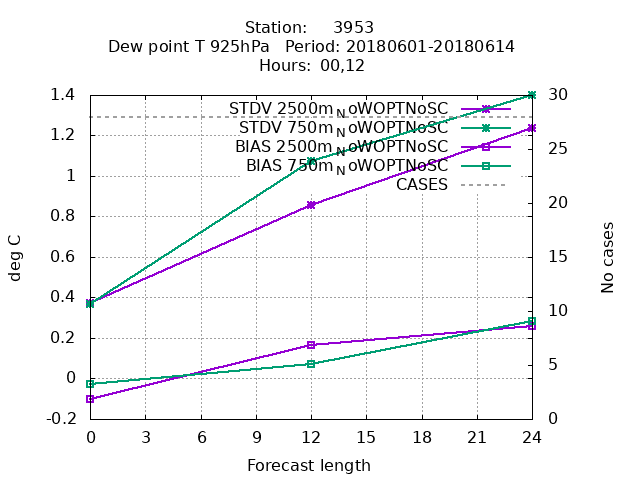 Station:     3953
Dew point T 925hPa   Period: 20180601-20180614
Hours:  00,12
STDV 2500m_NoWOPTNoSC
STDV 750m_NoWOPTNoSC
BIAS 2500m_NoWOPTNoSC
BIAS 750m_NoWOPTNoSC
CASES
1.4
1.2
1
0.8
0.6
0.4
0.2
0
-0.2
deg C
30
25
20
15
10
5
0
No cases
0 3 6 9 12 15 18 21 24
Forecast length